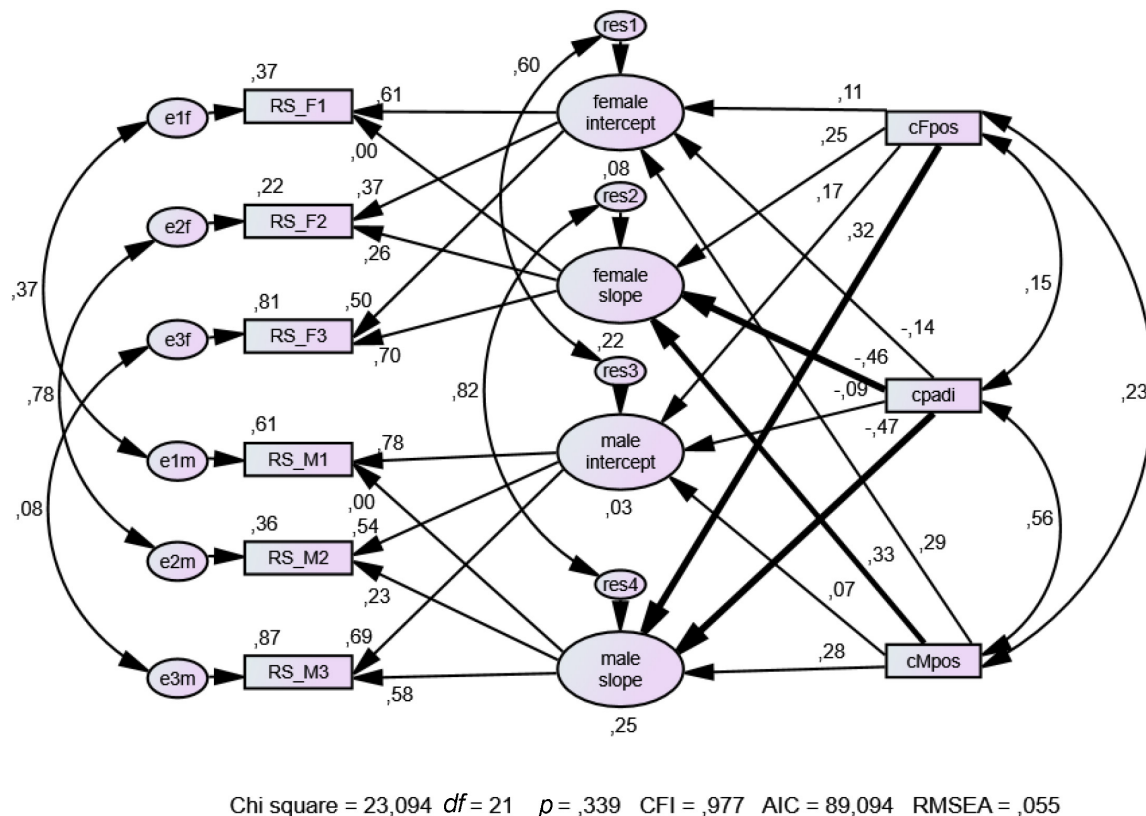 res1
,60
,37
RS_F1
e1f
,61
female
intercept
,11
cFpos
,00
,25
,08
res2
,17
,22
,37
RS_F2
e2f
,26
,32
female
slope
,37
,15
,81
,50
RS_F3
e3f
,70
-,14
,22
res3
-,46
,78
,82
-,09
cpadi
,23
,61
,78
RS_M1
e1m
male
intercept
-,47
,00
,03
,08
,36
,54
RS_M2
e2m
,23
,56
,33
,29
res4
,07
,87
,69
RS_M3
e3m
,58
male
slope
,28
cMpos
,25
Chi square = 23,094 df = 21 p = ,339 CFI = ,977 AIC = 89,094 RMSEA = ,055